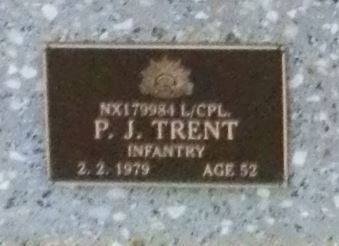 NX179984 L/CPL.
P. J. TRENT
INFANTRY
2. 2. 1979 AGE 52